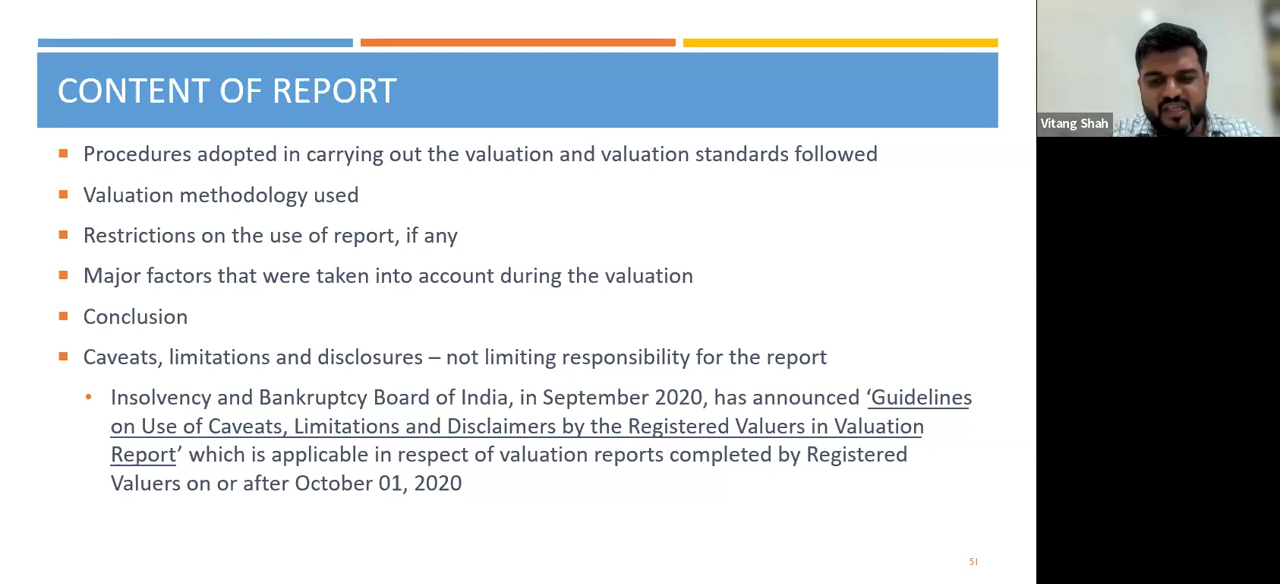 CONTENT OF REPORT
Procedures adopted in carrying out the valuation and valuation standards followed
Valuation methodology used
Restrictions on the use of report, if any
Major factors that were taken into account during the valuation
Conclusion
Caveats, limitations and disclosures – not limiting responsibility for the report
Insolvency and Bankruptcy Board of India, in September 2020, has announced ‘Guidelines
on Use of Caveats, Limitations and Disclaimers by the Registered Valuers in Valuation
Report’ which is applicable in respect of valuation reports completed by Registered
Valuers on or after October 01, 2020
51
Vitang Shah